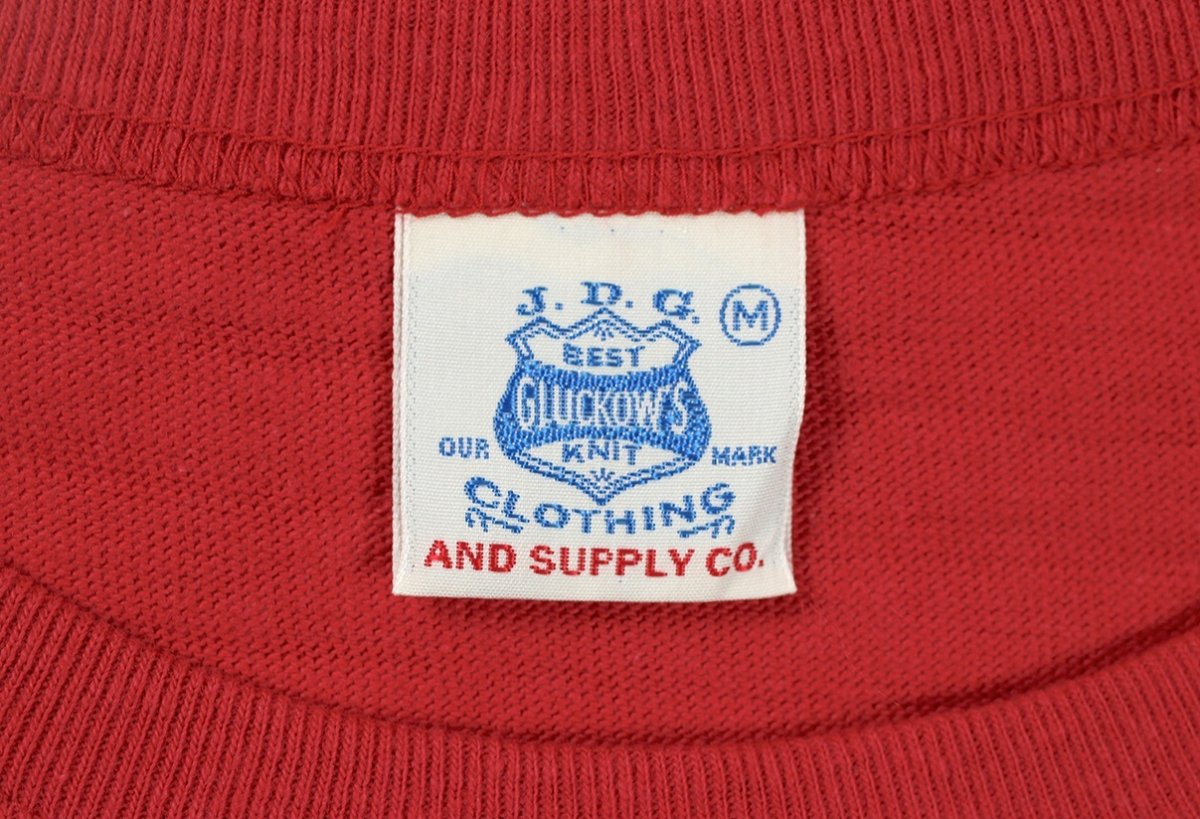 J. D. G.
M
BEST
GLUCKOW'S
OUR KNIT MARK
CLOTHING
AND SUPPLY CO.